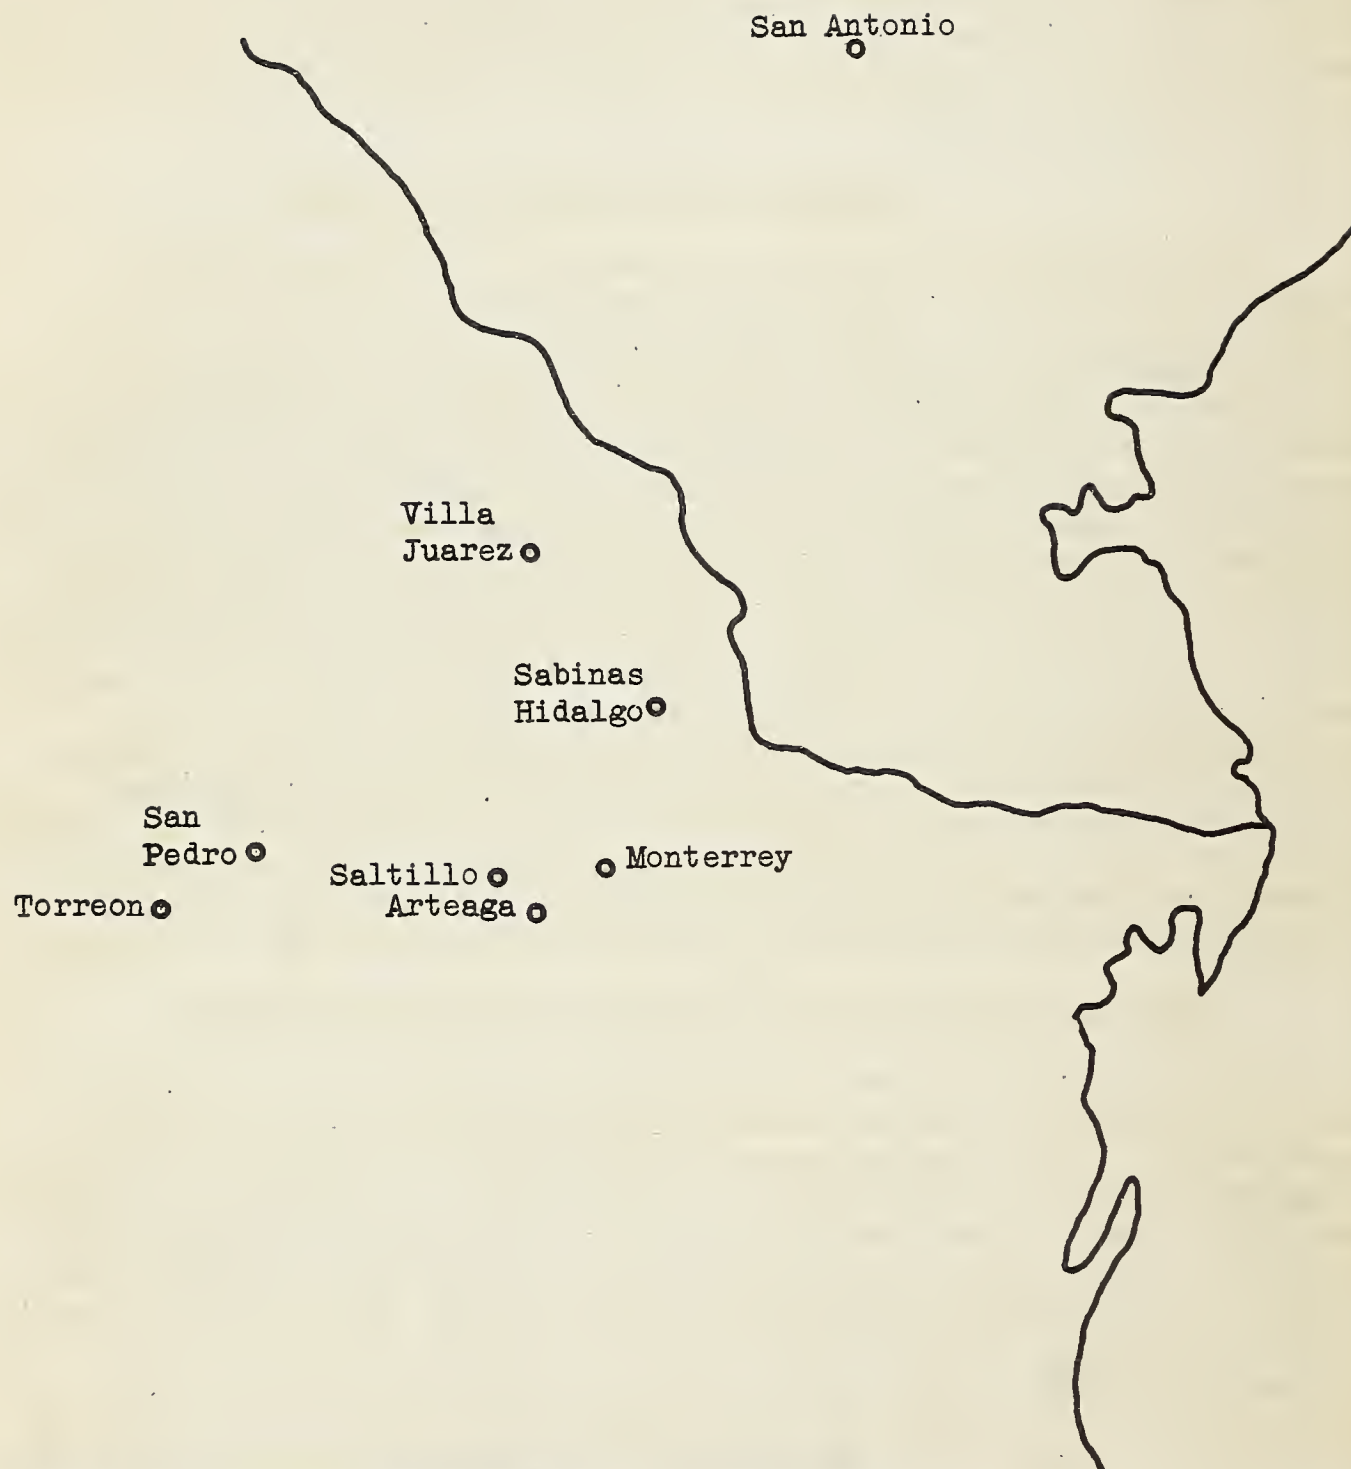 San Antonio
Villa
Juarez
Sabinas
Hidalgo
San
Pedro
Monterrey
Saltillo
Torreon
Arteaga